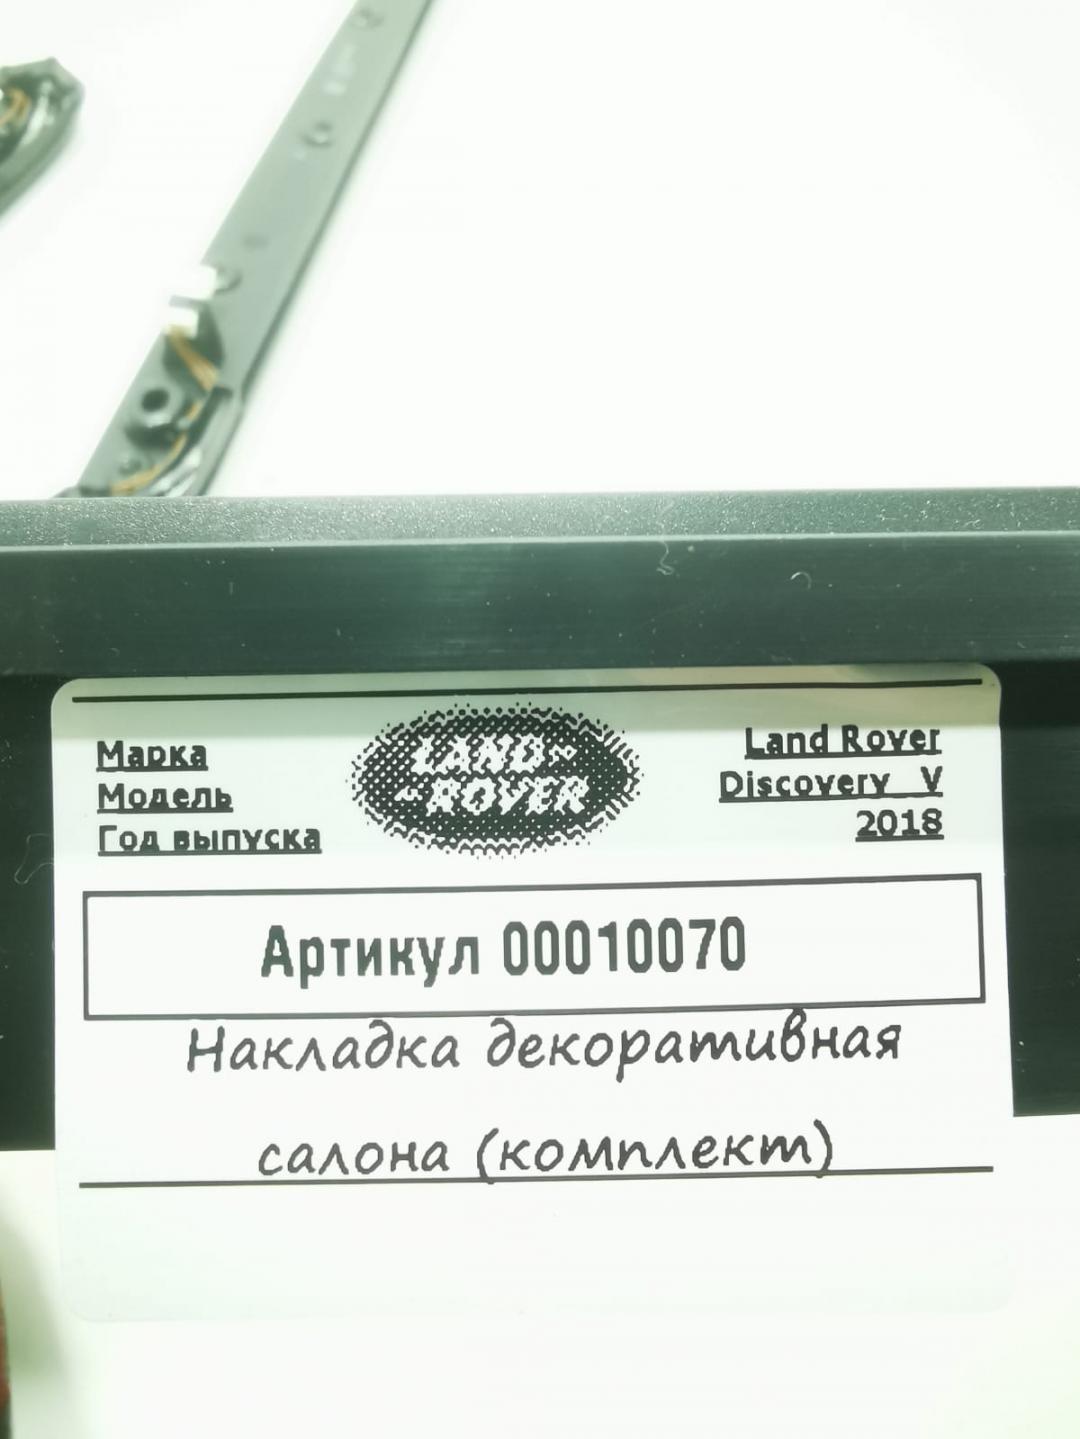 Марка
Модель
Год выпуска
LAND-
-ROVER
Land Rover
Discovery V
2018
Артикул 00010070
Накладка декоративная
салона (комплект)